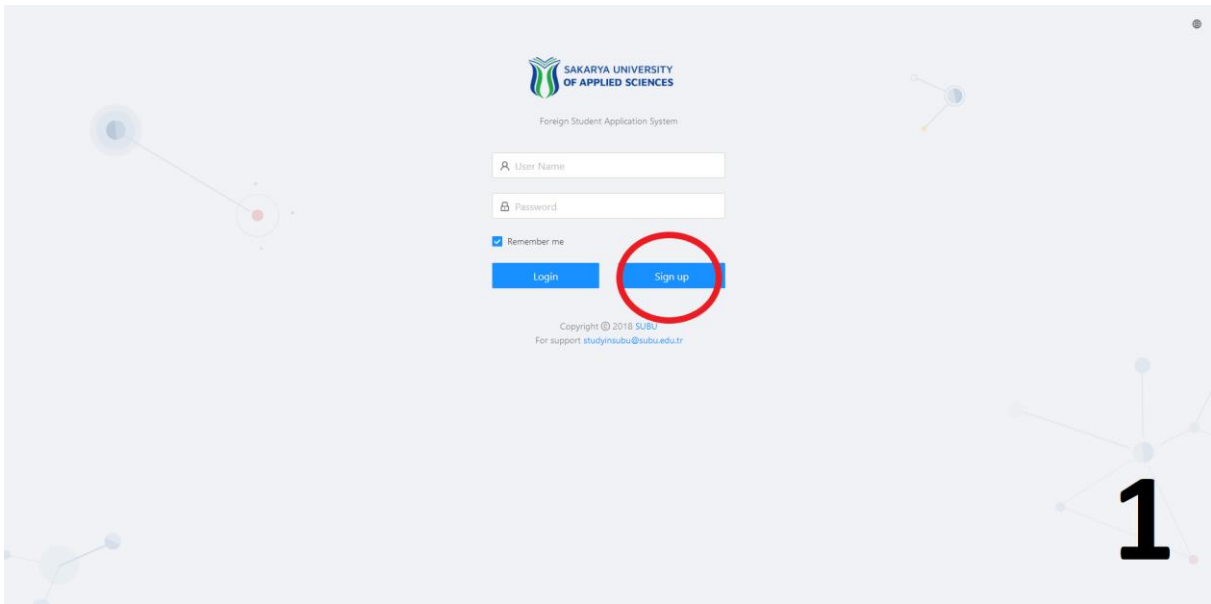 SAKARYA UNIVERSITY
OF APPLIED SCIENCES
Foreign Student Application System
User Name
Password
Remember me
Login
Sign up
Copyright © 2018 SUBU
For support studyinsubu@subu.edu.tr
1